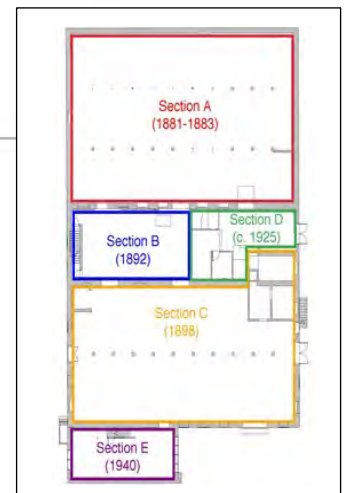 Section A
(1881-1883)
Section D
(c. 1925)
Section B
(1892)
Section C
(1898)
Section E
(1940)